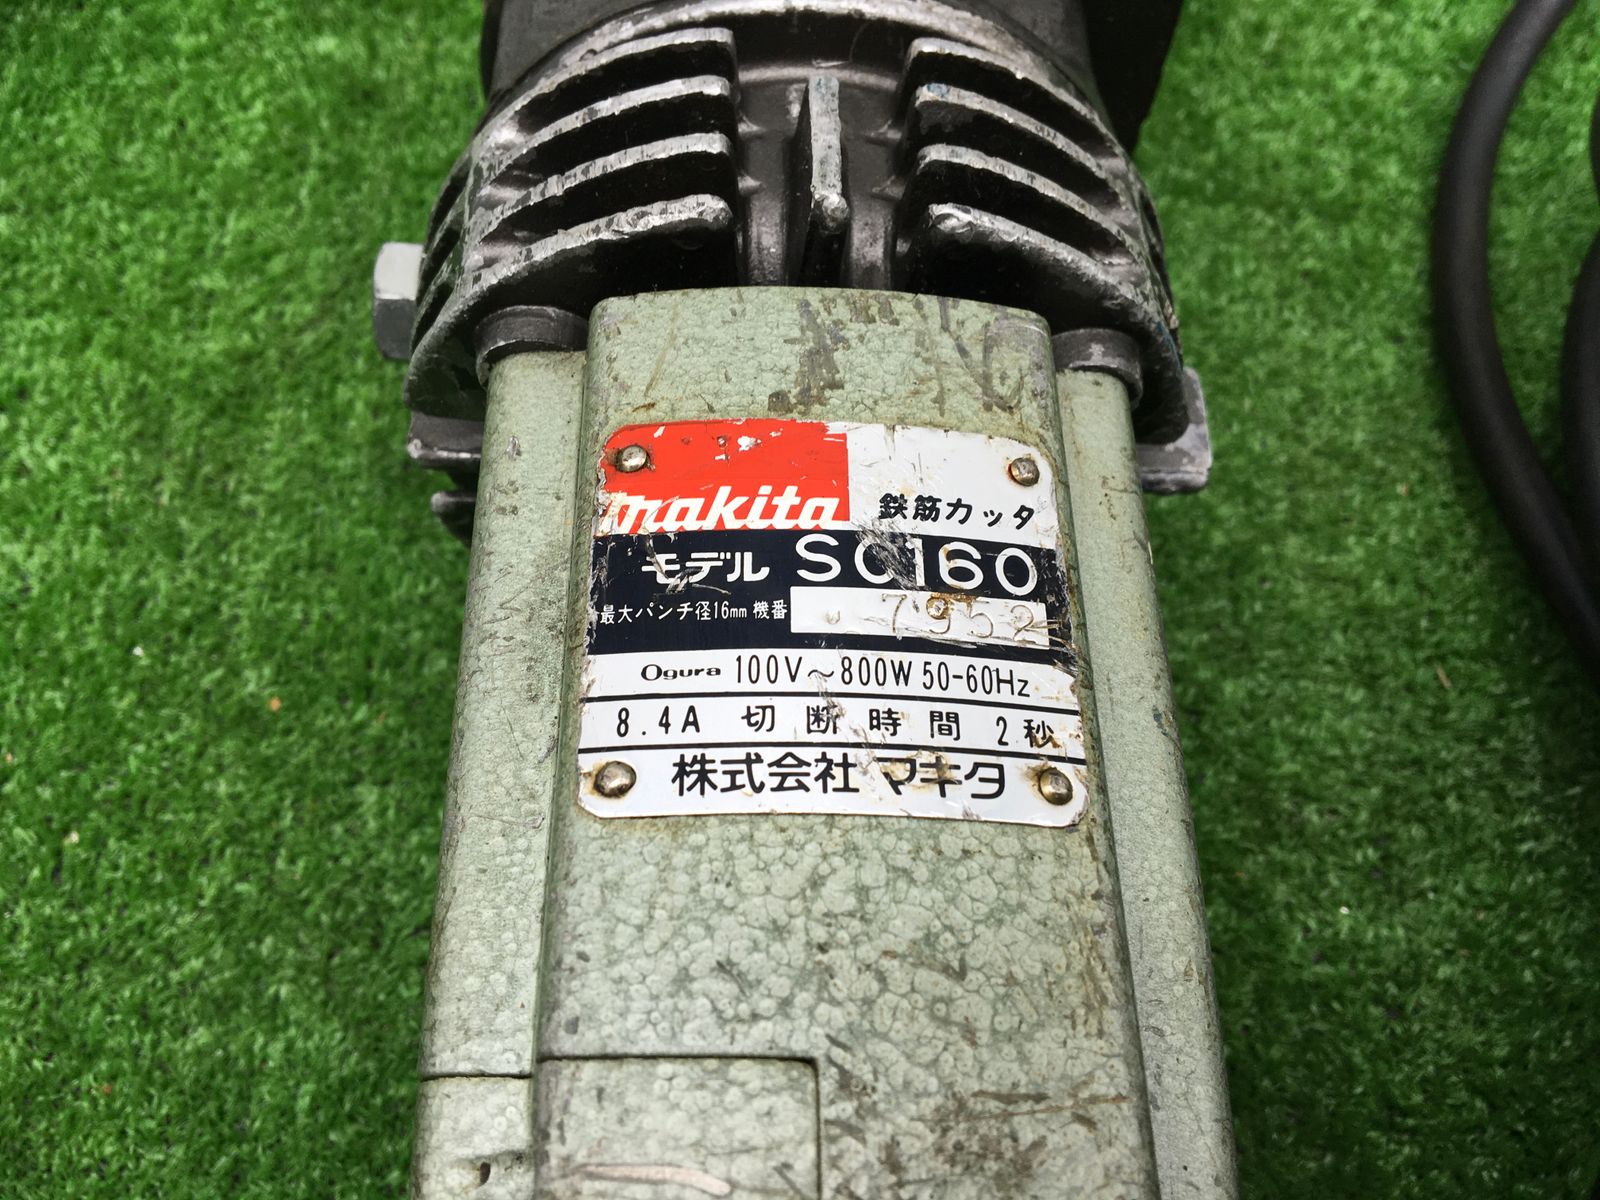 makita 鉄筋カッタ
モデル SC160
最大パンチ径16mm 機番 7952
Ogura 100V～800W 50-60Hz
8.4A 切断時間 2秒
株式会社 マキタ